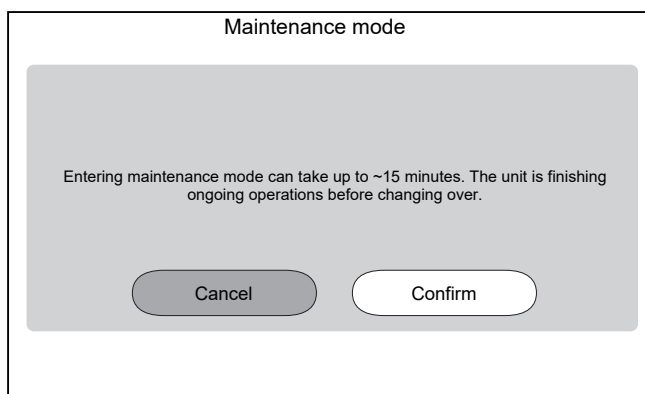 Maintenance mode
Entering maintenance mode can take up to ~15 minutes. The unit is finishing
ongoing operations before changing over.
Cancel
Confirm